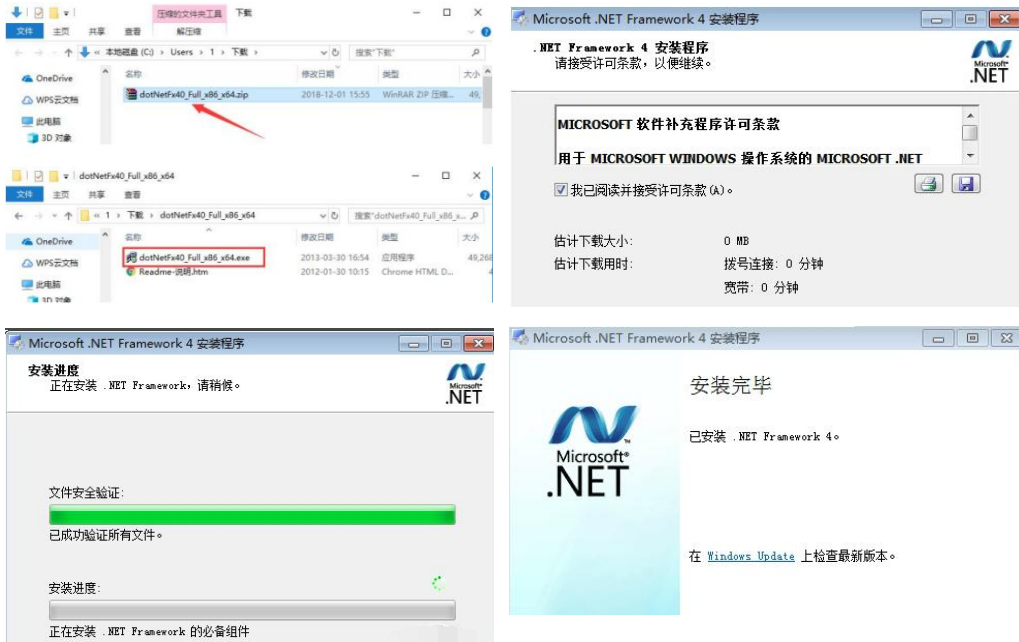 压缩的文件夹工具 下载
文件 主页 共享 查看 解压缩
« 本地磁盘 (C:) › Users › 1 › 下载 ›
搜索"下载"
名称 修改日期 类型 大小
OneDrive
dotNetFx40_Full_x86_x64.zip 2018-12-01 15:55 WinRAR ZIP 压缩... 49,
WPS云文档
此电脑
3D 对象
dotNetFx40_Full_x86_x64
文件 主页 共享 查看
« 1 › 下载 › dotNetFx40_Full_x86_x64
搜索"dotNetFx40_Full_x86_x...
名称 修改日期 类型 大小
OneDrive
dotNetFx40_Full_x86_x64.exe 2013-03-30 16:54 应用程序 49,268
WPS云文档
Readme-说明.htm 2012-01-30 10:15 Chrome HTML D... 4
此电脑
3D 对象
Microsoft .NET Framework 4 安装程序
.NET Framework 4 安装程序
请接受许可条款，以便继续。
Microsoft®
.NET
MICROSOFT 软件补充程序许可条款
用于 MICROSOFT WINDOWS 操作系统的 MICROSOFT .NET
我已阅读并接受许可条款(A)。
估计下载大小: 0 MB
估计下载用时: 拨号连接: 0 分钟
宽带: 0 分钟
Microsoft .NET Framework 4 安装程序
安装进度
正在安装 .NET Framework，请稍候。
Microsoft®
.NET
文件安全验证:
已成功验证所有文件。
安装进度:
正在安装 .NET Framework 的必备组件
Microsoft .NET Framework 4 安装程序
安装完毕
已安装 .NET Framework 4。
Microsoft®
.NET
在 Windows Update 上检查最新版本。